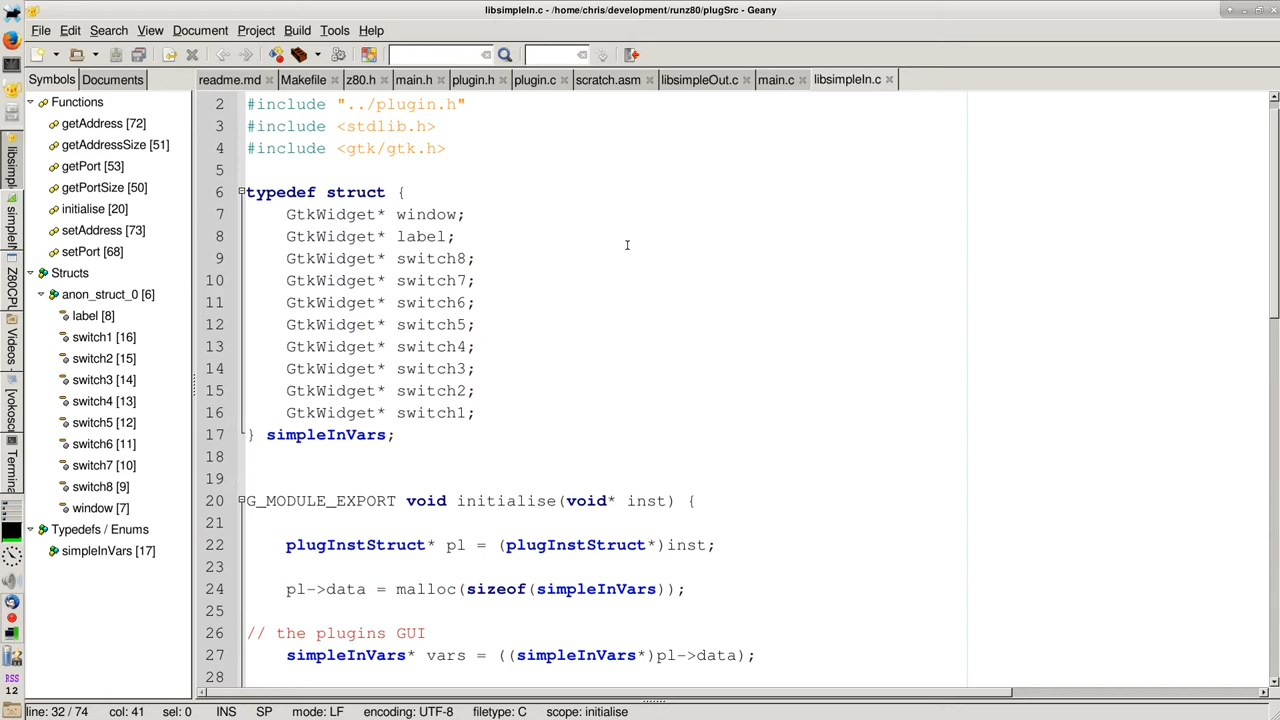 libsimpleIn.c - /home/chris/development/runz80/plugSrc - Geany
File Edit Search View Document Project Build Tools Help
Symbols Documents
readme.md Makefile z80.h main.h plugin.h plugin.c scratch.asm libsimpleOut.c main.c libsimpleIn.c
Functions
getAddress [72]
getAddressSize [51]
getPort [53]
getPortSize [50]
initialise [20]
setAddress [73]
setPort [68]
Structs
anon_struct_0 [6]
label [8]
switch1 [16]
switch2 [15]
switch3 [14]
switch4 [13]
switch5 [12]
switch6 [11]
switch7 [10]
switch8 [9]
window [7]
Typedefs / Enums
simpleInVars [17]
2 #include "../plugin.h"
3 #include <stdlib.h>
4 #include <gtk/gtk.h>
5
6 typedef struct {
7 GtkWidget* window;
8 GtkWidget* label;
9 GtkWidget* switch8;
10 GtkWidget* switch7;
11 GtkWidget* switch6;
12 GtkWidget* switch5;
13 GtkWidget* switch4;
14 GtkWidget* switch3;
15 GtkWidget* switch2;
16 GtkWidget* switch1;
17 } simpleInVars;
18
19
20 G_MODULE_EXPORT void initialise(void* inst) {
21
22 plugInstStruct* pl = (plugInstStruct*)inst;
23
24 pl->data = malloc(sizeof(simpleInVars));
25
26 // the plugins GUI
27 simpleInVars* vars = ((simpleInVars*)pl->data);
28
libsimpl
simpleI
Z80CPU
Videos -
[vokosc
Termina
RSS
12
line: 32 / 74 col: 41 sel: 0 INS SP mode: LF encoding: UTF-8 filetype: C scope: initialise